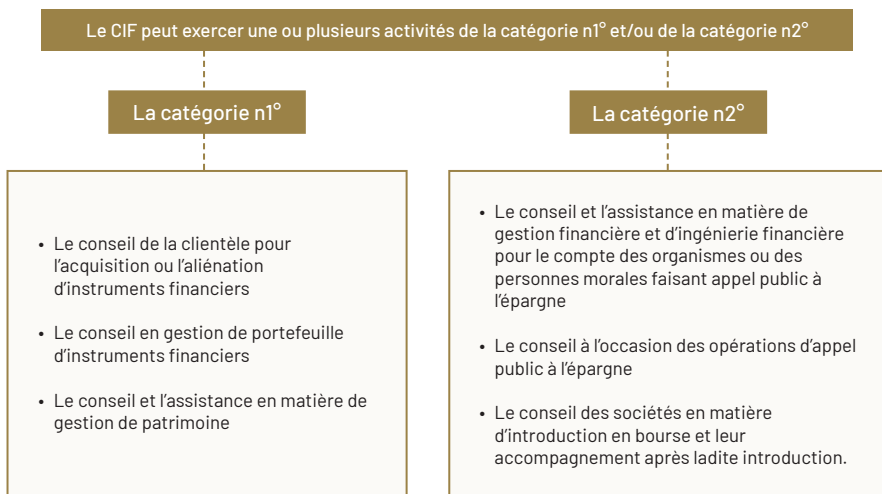 Le CIF peut exercer une ou plusieurs activités de la catégorie n1° et/ou de la catégorie n2°
La catégorie n1°
• Le conseil de la clientèle pour
l'acquisition ou l'aliénation
d'instruments financiers
• Le conseil en gestion de portefeuille
d'instruments financiers
• Le conseil et l'assistance en matière de
gestion de patrimoine
La catégorie n2°
• Le conseil et l'assistance en matière de
gestion financière et d'ingénierie financière
pour le compte des organismes ou des
personnes morales faisant appel public à
l'épargne
• Le conseil à l'occasion des opérations d'appel
public à l'épargne
• Le conseil des sociétés en matière
d'introduction en bourse et leur
accompagnement après ladite introduction.